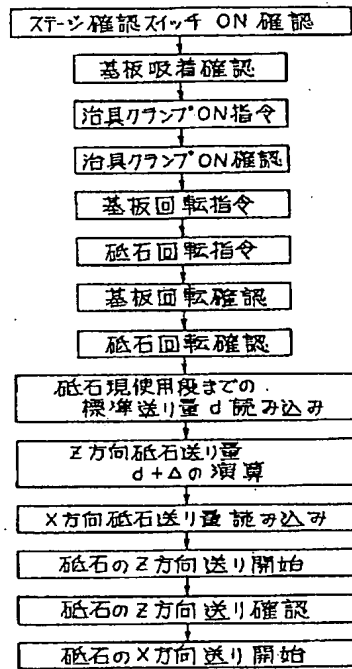 ステージ確認スイッチ ON 確認
基板吸着確認
治具クランプON指令
治具クランプON確認
基板回転指令
砥石回転指令
基板回転確認
砥石回転確認
砥石現使用段までの
標準送り量 d 読み込み
Z方向砥石送り量
d+Δの演算
X方向砥石送り量読み込み
砥石のZ方向送り開始
砥石のZ方向送り確認
砥石のX方向送り開始